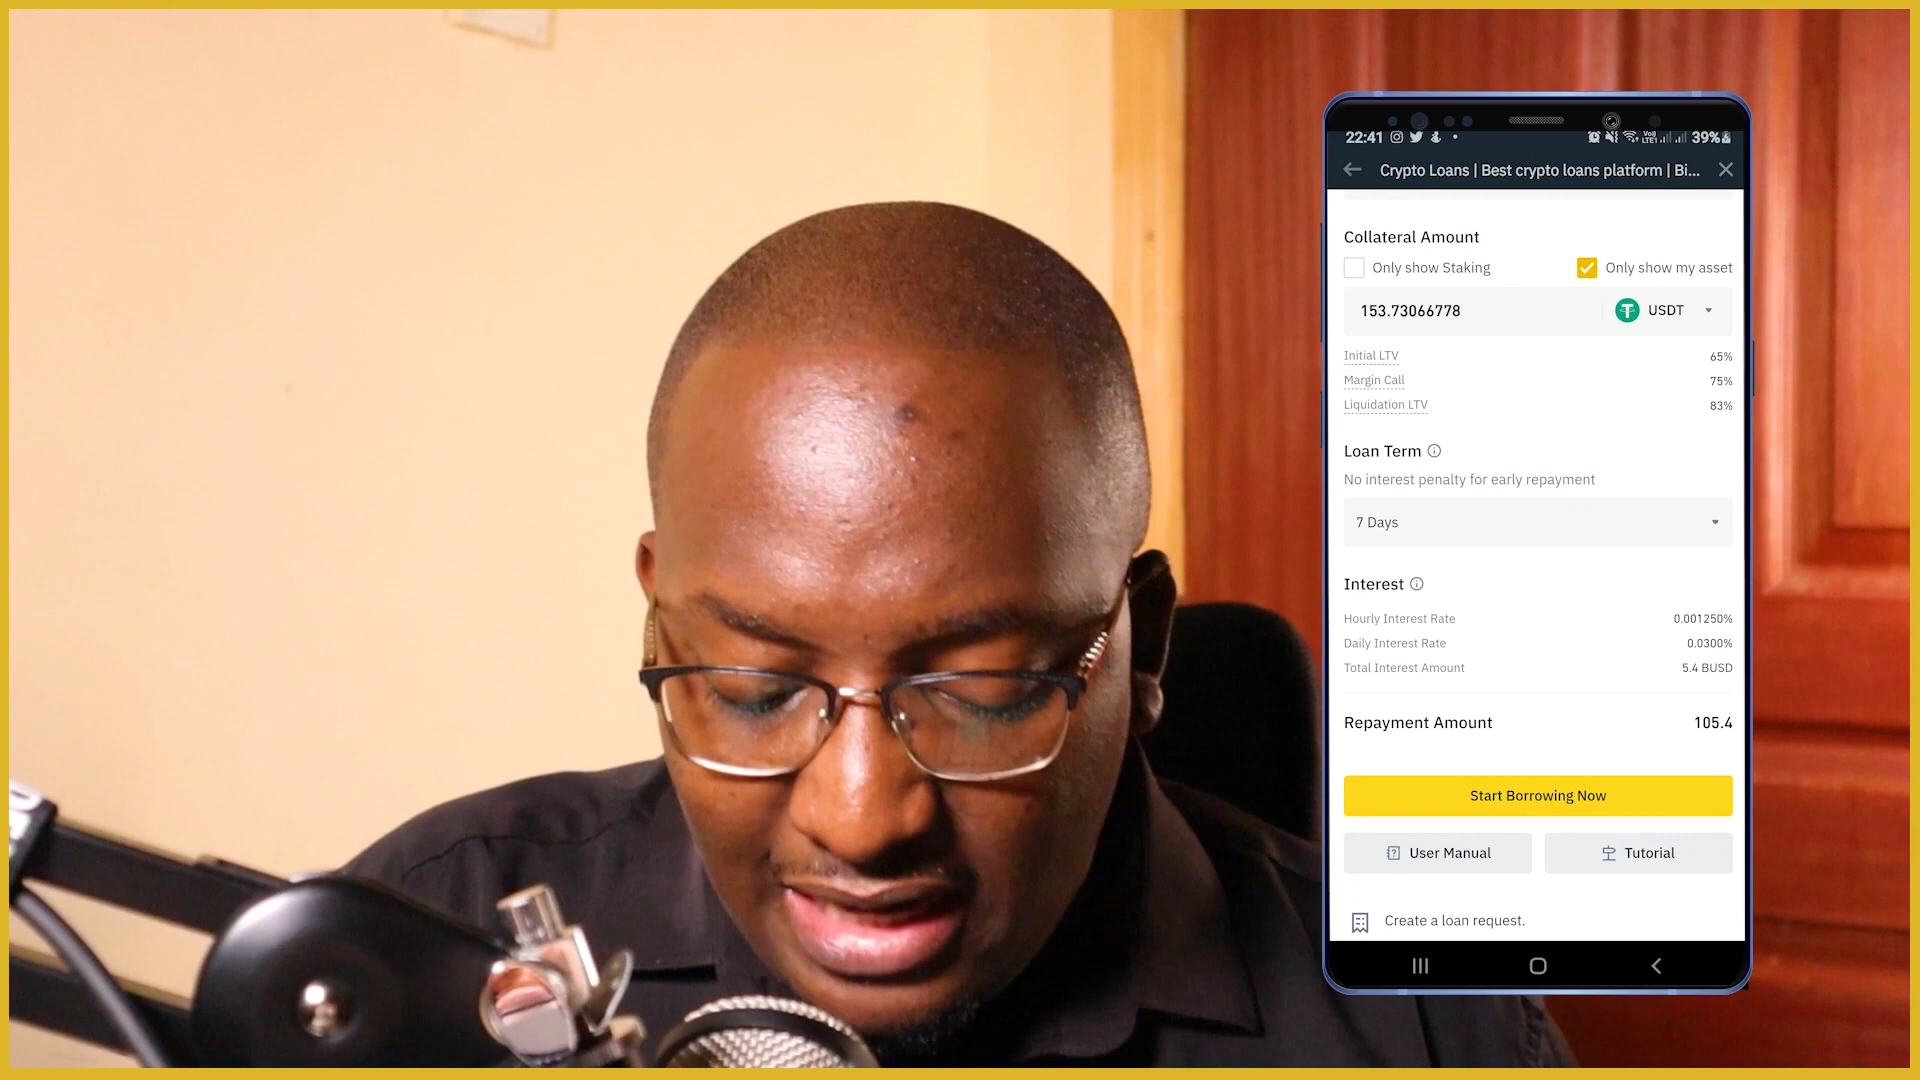 22:41
39%
Crypto Loans | Best crypto loans platform | Bi...
Collateral Amount
Only show Staking
Only show my asset
153.73066778
USDT
Initial LTV
65%
Margin Call
75%
Liquidation LTV
83%
Loan Term
No interest penalty for early repayment
7 Days
Interest
Hourly Interest Rate
0.001250%
Daily Interest Rate
0.0300%
Total Interest Amount
5.4 BUSD
Repayment Amount
105.4
Start Borrowing Now
User Manual
Tutorial
Create a loan request.